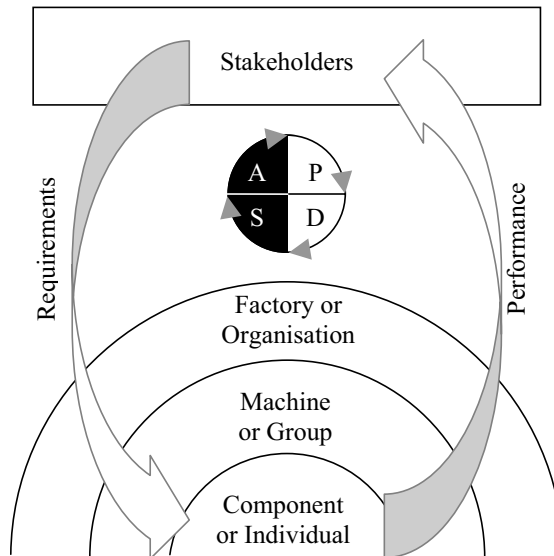 Stakeholders
A P
S D
Requirements
Performance
Factory or
Organisation
Machine
or Group
Component
or Individual